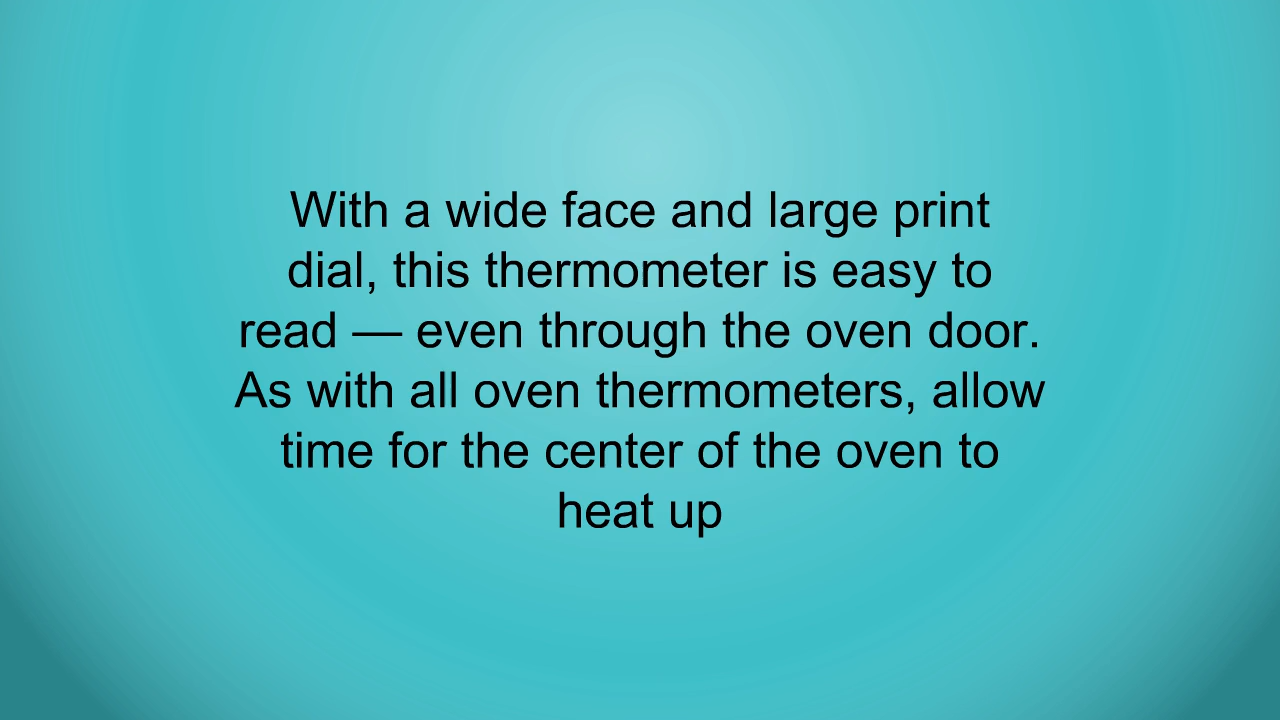 With a wide face and large print
dial, this thermometer is easy to
read — even through the oven door.
As with all oven thermometers, allow
time for the center of the oven to
heat up